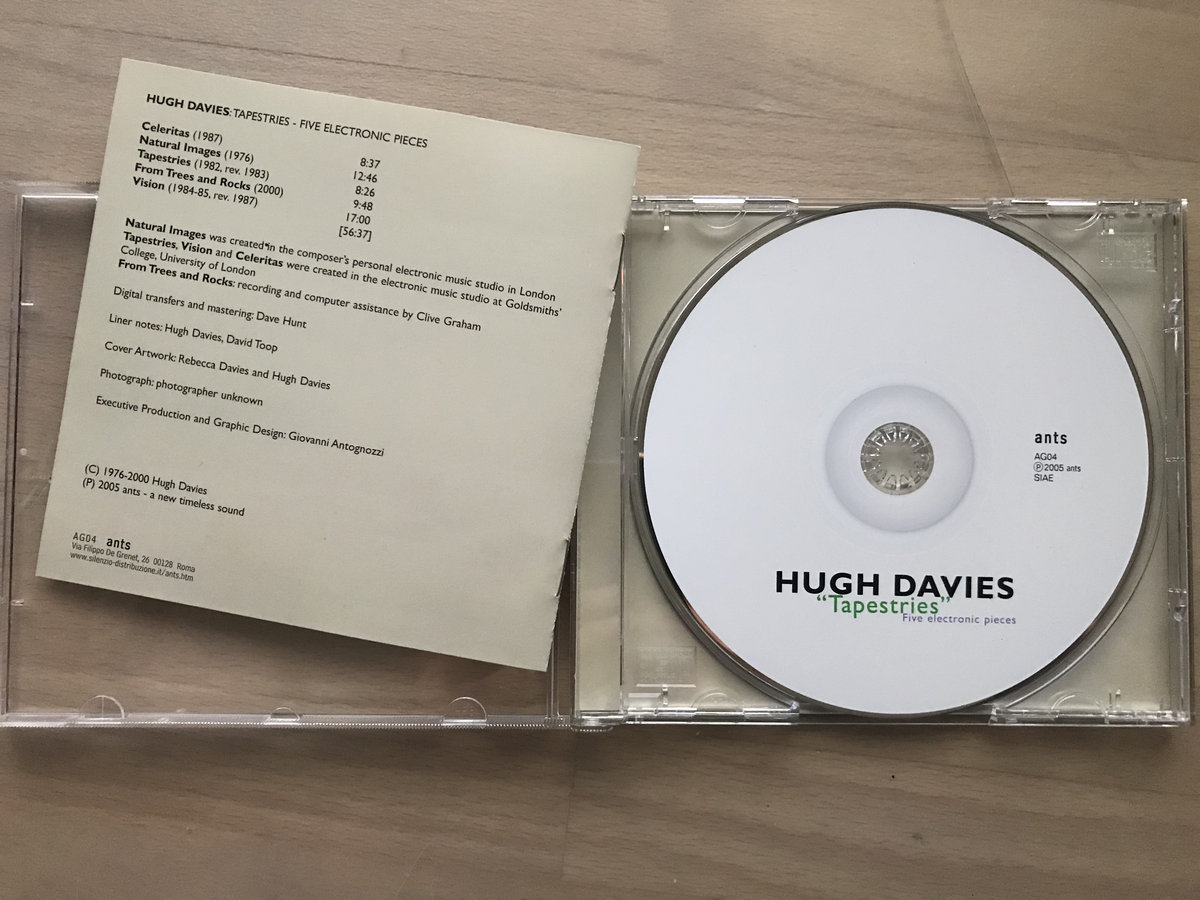 HUGH DAVIES: TAPESTRIES - FIVE ELECTRONIC PIECES
Celeritas (1987) 8:37
Natural Images (1976) 12:46
Tapestries (1982, rev. 1983) 8:26
From Trees and Rocks (2000) 9:48
Vision (1984-85, rev. 1987) 17:00
[56:37]
Natural Images was created in the composer's personal electronic music studio in London
Tapestries, Vision and Celeritas were created in the electronic music studio at Goldsmiths'
College, University of London
From Trees and Rocks: recording and computer assistance by Clive Graham
Digital transfers and mastering: Dave Hunt
Liner notes: Hugh Davies, David Toop
Cover Artwork: Rebecca Davies and Hugh Davies
Photograph: photographer unknown
Executive Production and Graphic Design: Giovanni Antognozzi
(C) 1976-2000 Hugh Davies
(P) 2005 ants - a new timeless sound
AG04 ants
Via Filippo De Grenet, 26 00128 Roma
www.silenzio-distribuzione.it/ants.htm
ants
AG04
℗2005 ants
SIAE
HUGH DAVIES
“Tapestries”
Five electronic pieces